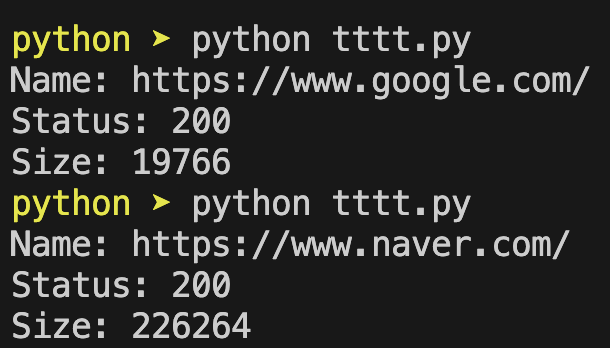 python ➤ python tttt.py
Name: https://www.google.com/
Status: 200
Size: 19766
python ➤ python tttt.py
Name: https://www.naver.com/
Status: 200
Size: 226264